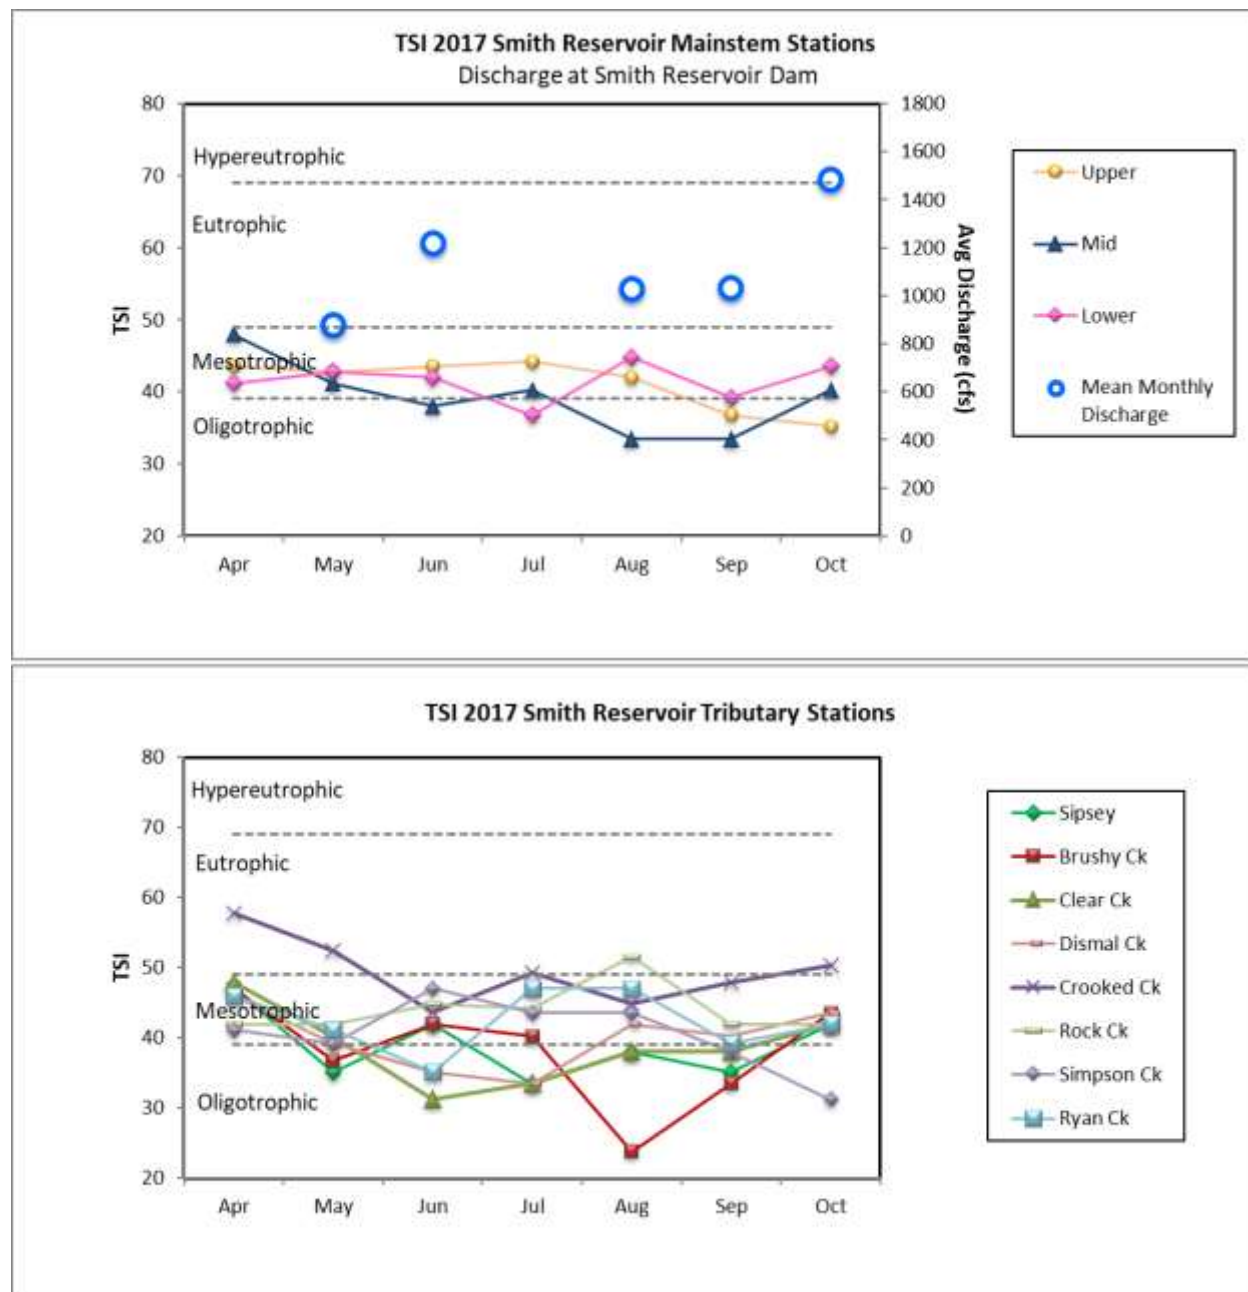 TSI 2017 Smith Reservoir Mainstem Stations
Discharge at Smith Reservoir Dam
80
70
60
50
40
30
20
TSI
Hypereutrophic
Eutrophic
Mesotrophic
Oligotrophic
1800
1600
1400
1200
1000
800
600
400
200
0
Avg Discharge (cfs)
Apr May Jun Jul Aug Sep Oct
Upper
Mid
Lower
Mean Monthly
Discharge
TSI 2017 Smith Reservoir Tributary Stations
80
70
60
50
40
30
20
TSI
Hypereutrophic
Eutrophic
Mesotrophic
Oligotrophic
Apr May Jun Jul Aug Sep Oct
Sipsey
Brushy Ck
Clear Ck
Dismal Ck
Crooked Ck
Rock Ck
Simpson Ck
Ryan Ck